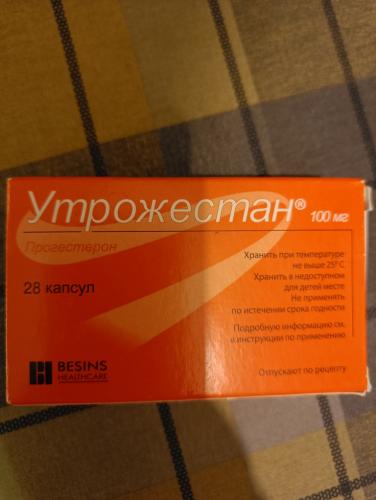 Утрожестан® 100 мг
Прогестерон
28 капсул
Хранить при температуре
не выше 25°C
Хранить в недоступном
для детей месте
Не применять
по истечении срока годности
Подробную информацию см.
в инструкции по применению
BESINS
HEALTHCARE
Отпускают по рецепту